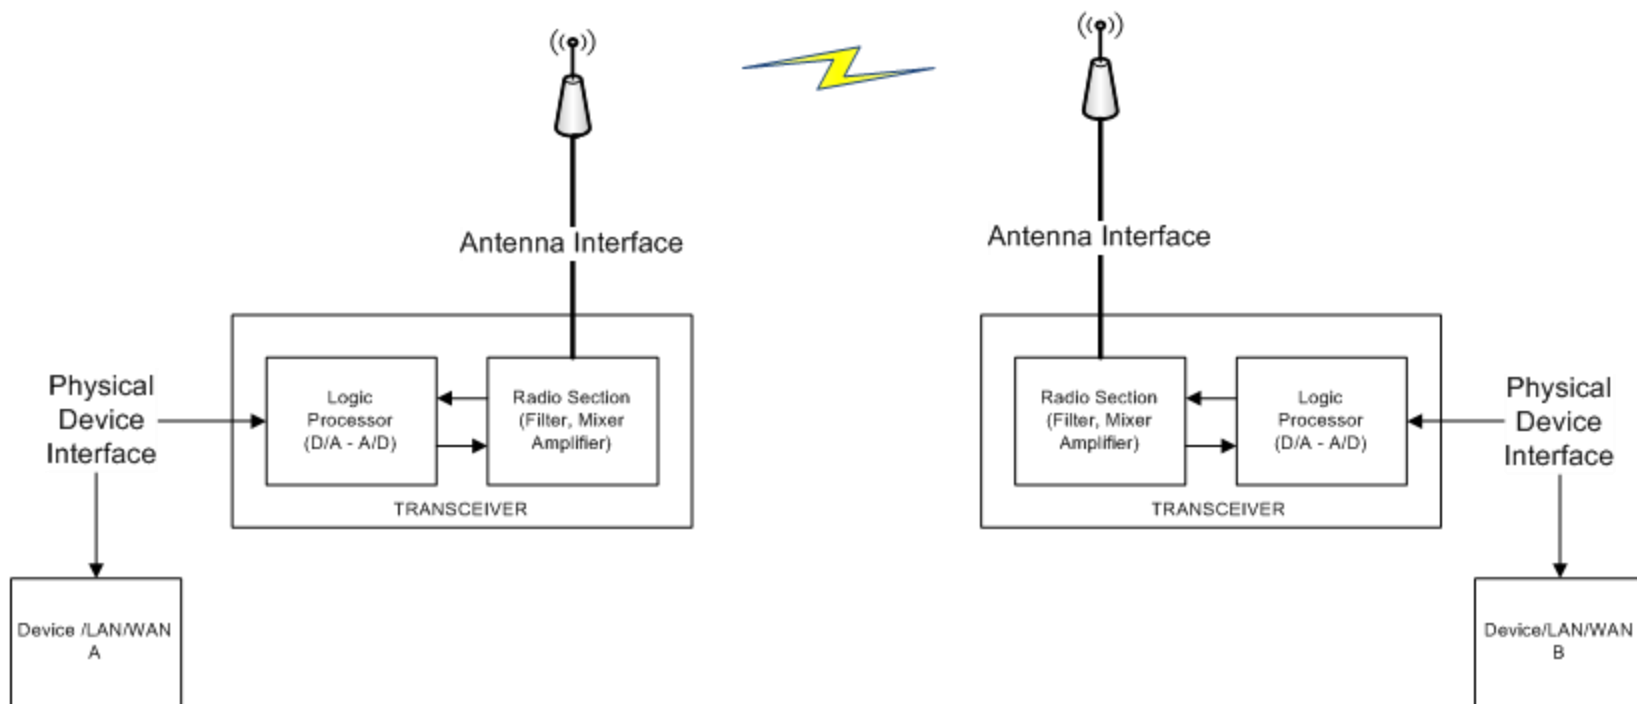 Antenna Interface
Antenna Interface
Physical
Device
Interface
Logic
Processor
(D/A - A/D)
Radio Section
(Filter, Mixer
Amplifier)
TRANSCEIVER
Radio Section
(Filter, Mixer
Amplifier)
Logic
Processor
(D/A - A/D)
TRANSCEIVER
Physical
Device
Interface
Device /LAN/WAN
A
Device/LAN/WAN
B